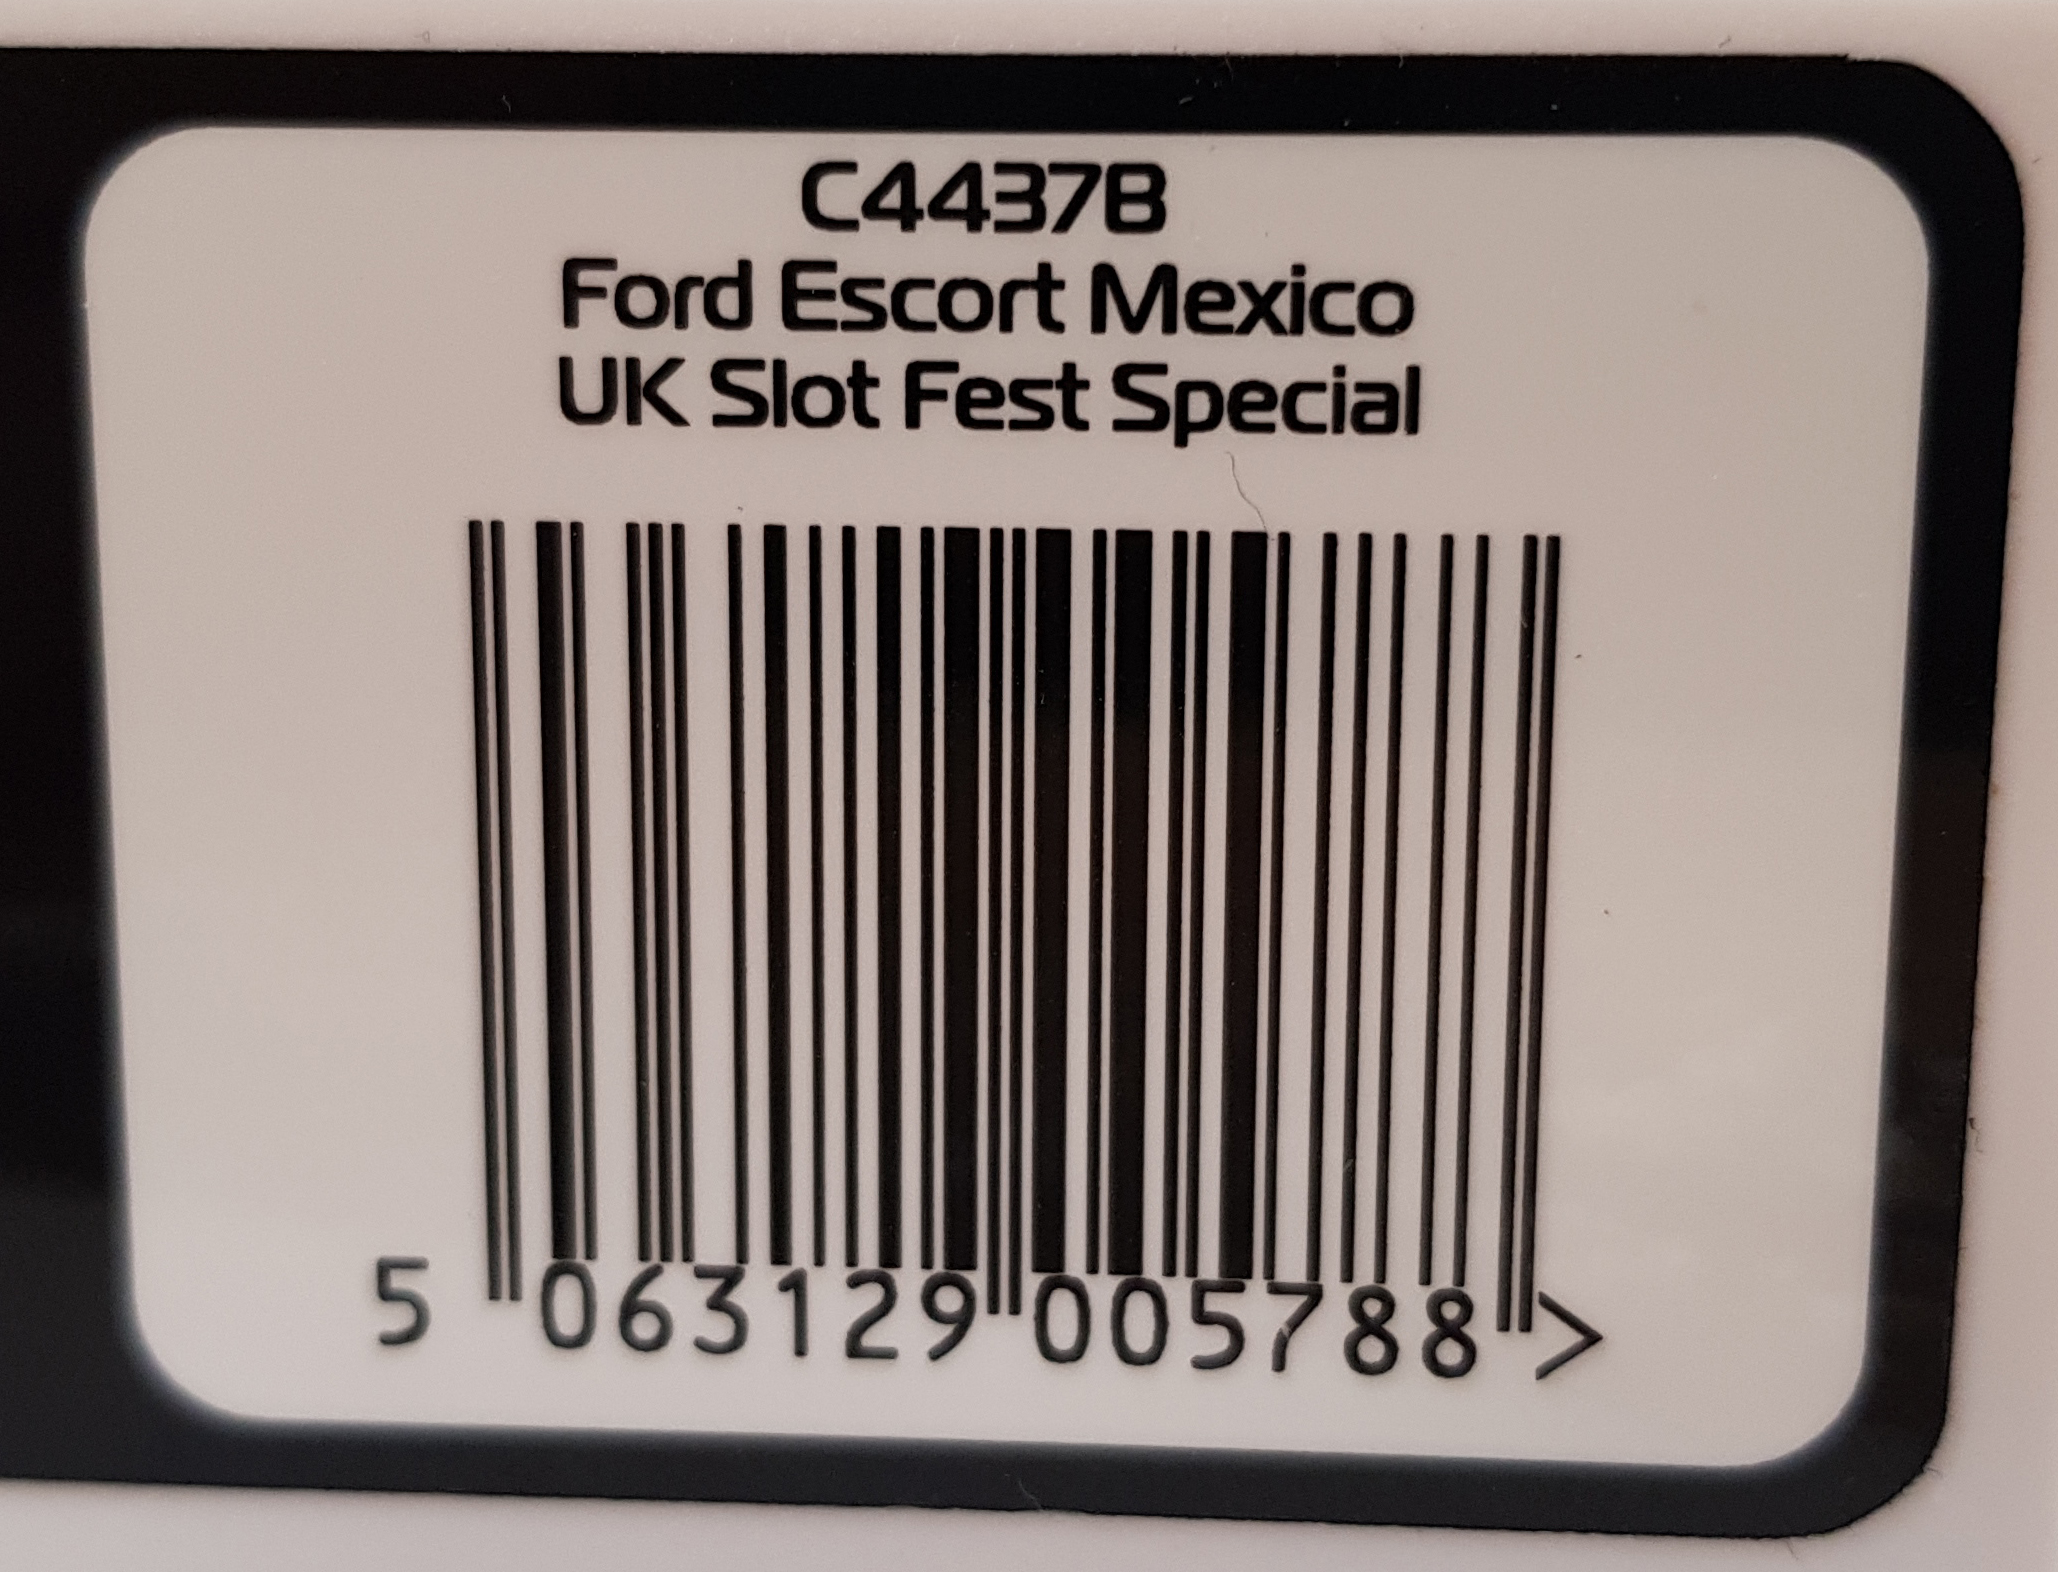 C4437B
Ford Escort Mexico
UK Slot Fest Special
5 063129 005788 >